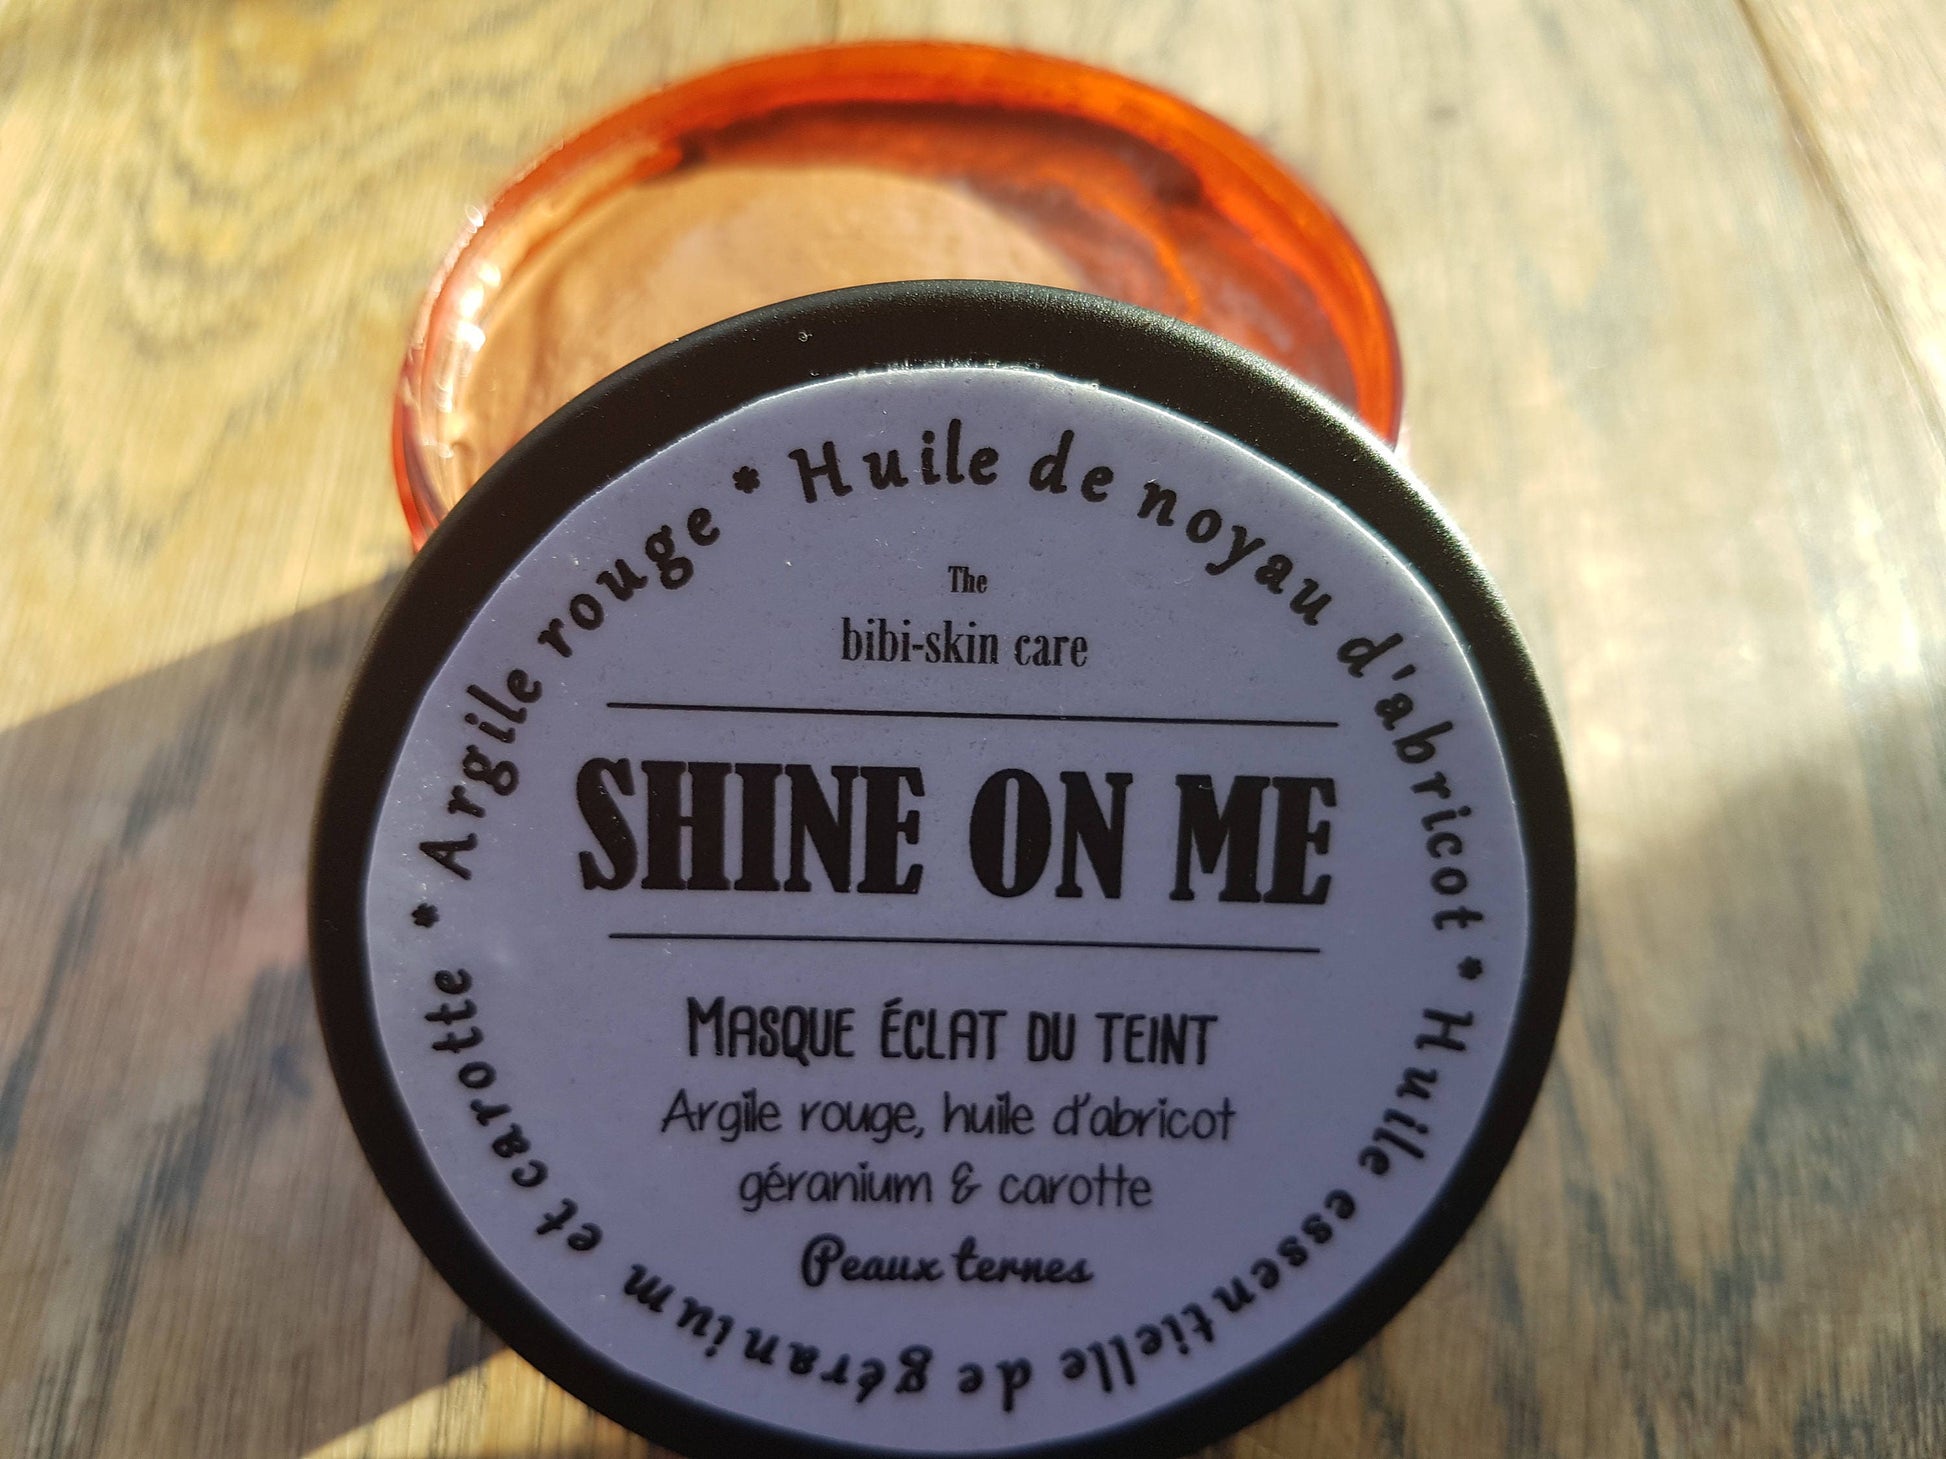 The
bibi-skin care
SHINE ON ME
MASQUE ÉCLAT DU TEINT
Argile rouge, huile d'abricot
géranium & carotte
Peaux ternes
* Argile rouge * Huile de noyau d'abricot * Huile essentielle de géranium et carotte